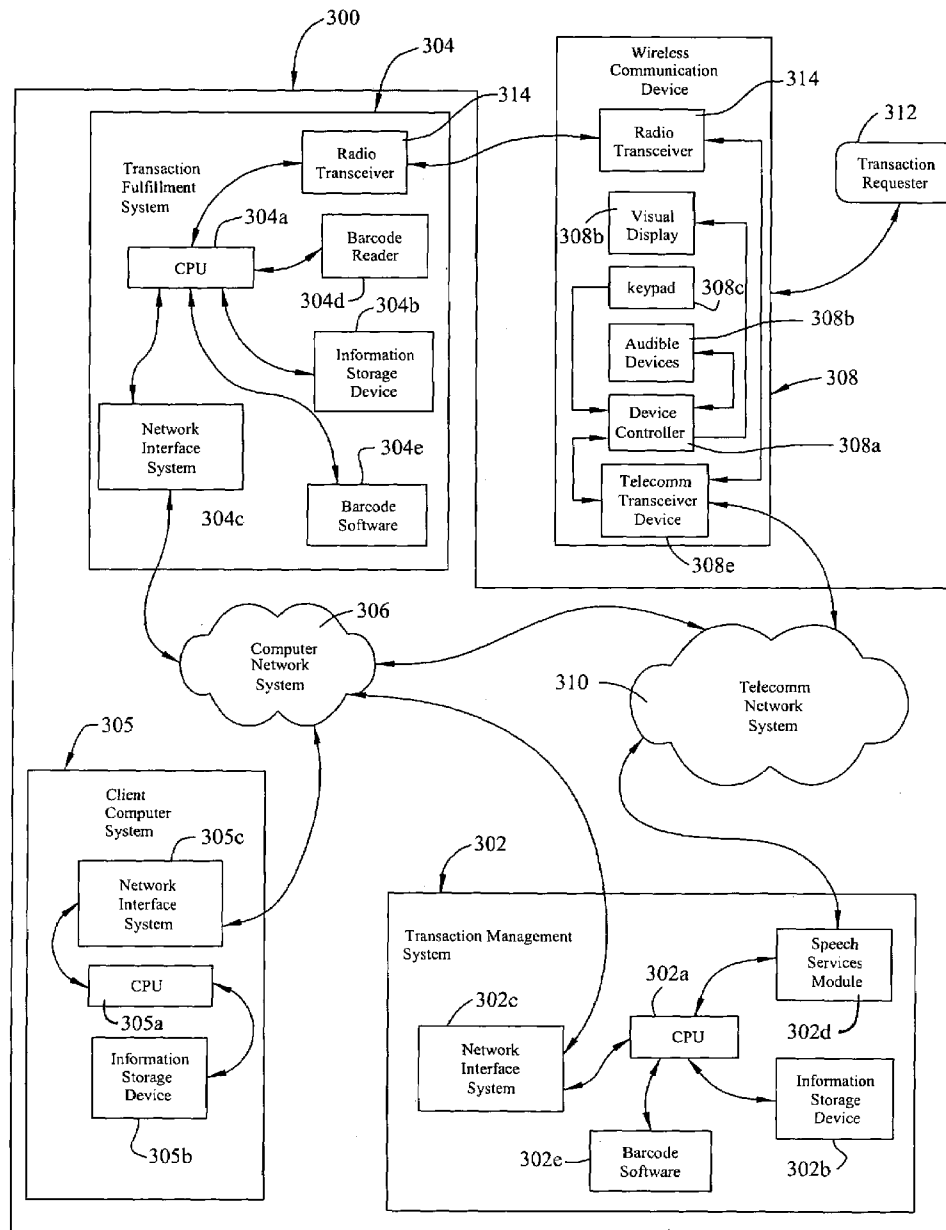 300
304
314
Transaction
Fulfillment
System
Radio
Transceiver
304a
CPU
Barcode
Reader
304d
304b
Information
Storage
Device
Network
Interface
System
304c
304e
Barcode
Software
Wireless
Communication
Device
314
Radio
Transceiver
308b
Visual
Display
keypad
308c
308b
Audible
Devices
308
Device
Controller
308a
Telecomm
Transceiver
Device
308e
312
Transaction
Requester
306
Computer
Network
System
310
Telecomm
Network
System
305
Client
Computer
System
305c
Network
Interface
System
CPU
305a
Information
Storage
Device
305b
302
Transaction Management
System
302c
Network
Interface
System
302a
CPU
Speech
Services
Module
302d
Information
Storage
Device
302b
302e
Barcode
Software